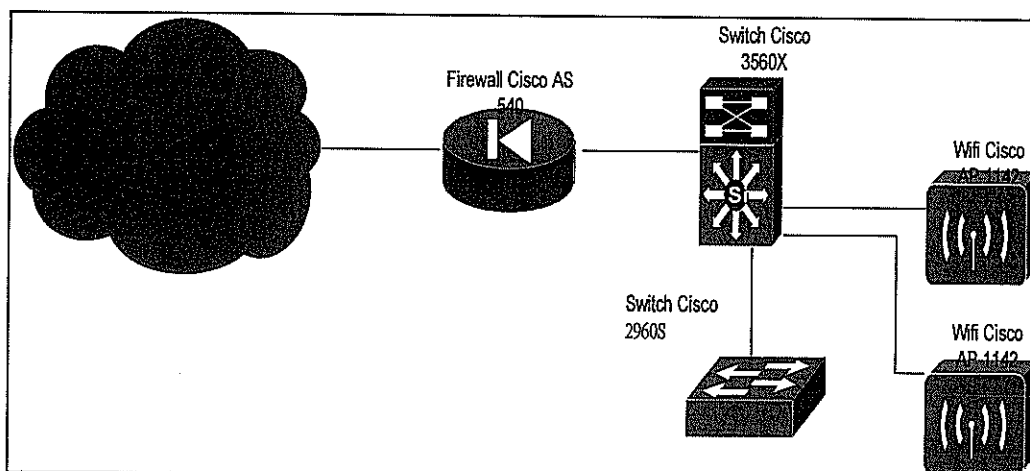 Switch Cisco
3560X
Firewall Cisco AS
540
Wifi Cisco
AP 1142
S
Switch Cisco
2960S
Wifi Cisco
AP 1142